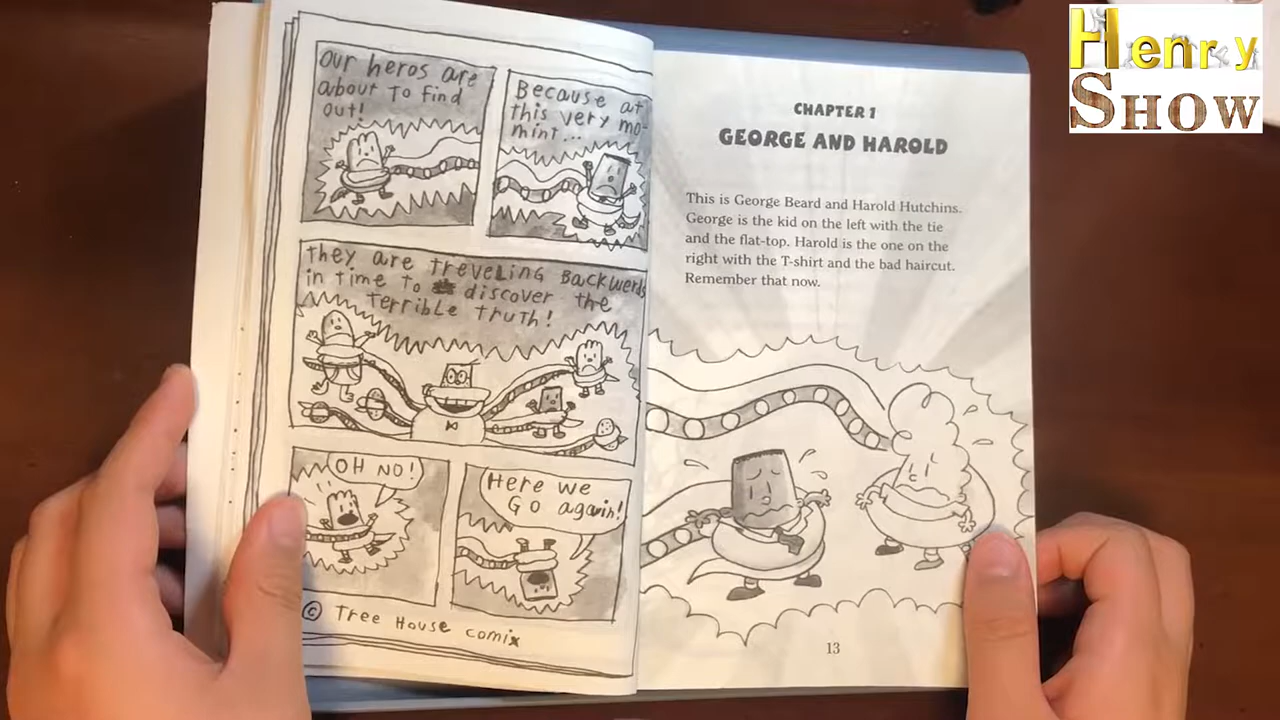 our heros are
about to find
out!
Because at
this very mo-
mint...
they are treveling Backwerds
in time to discover the
terrible truth!
OH NO!
Here we
Go again!
© Tree House comix
CHAPTER 1
GEORGE AND HAROLD
This is George Beard and Harold Hutchins.
George is the kid on the left with the tie
and the flat-top. Harold is the one on the
right with the T-shirt and the bad haircut.
Remember that now.
13
Henry
SHOW